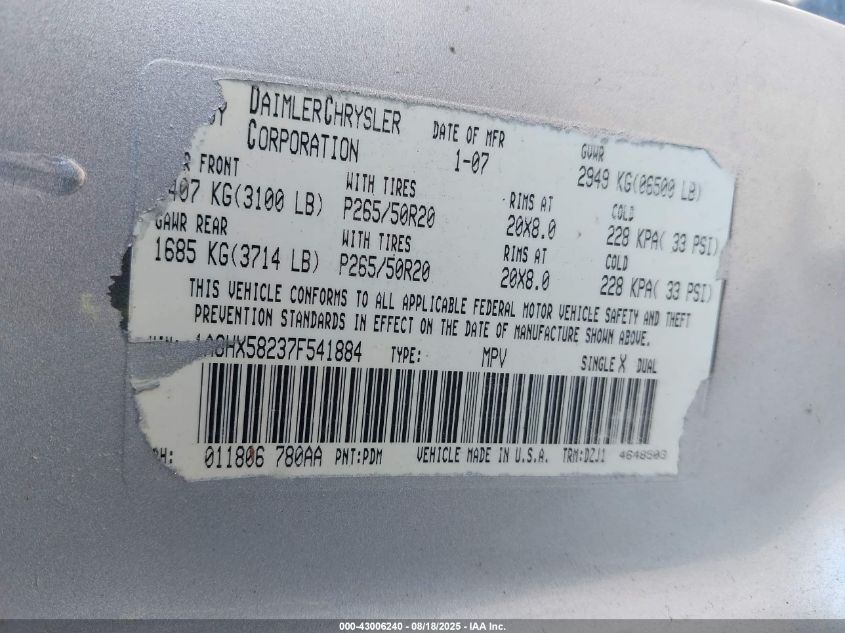 DAIMLERCHRYSLER CORPORATION
DATE OF MFR 1-07
GVWR 2949 KG(06500 LB)
R FRONT
407 KG(3100 LB)
WITH TIRES P265/50R20
RIMS AT 20X8.0
COLD 228 KPA( 33 PSI)
GAWR REAR
1685 KG(3714 LB)
WITH TIRES P265/50R20
RIMS AT 20X8.0
COLD 228 KPA( 33 PSI)
THIS VEHICLE CONFORMS TO ALL APPLICABLE FEDERAL MOTOR VEHICLE SAFETY AND THEFT
PREVENTION STANDARDS IN EFFECT ON THE DATE OF MANUFACTURE SHOWN ABOVE.
1A8HX58237F541884 TYPE: MPV SINGLE X DUAL
011806 780AA PNT:PDM VEHICLE MADE IN U.S.A. TRM:DZJ1 4648503
000-43006240 - 08/18/2025 - IAA Inc.